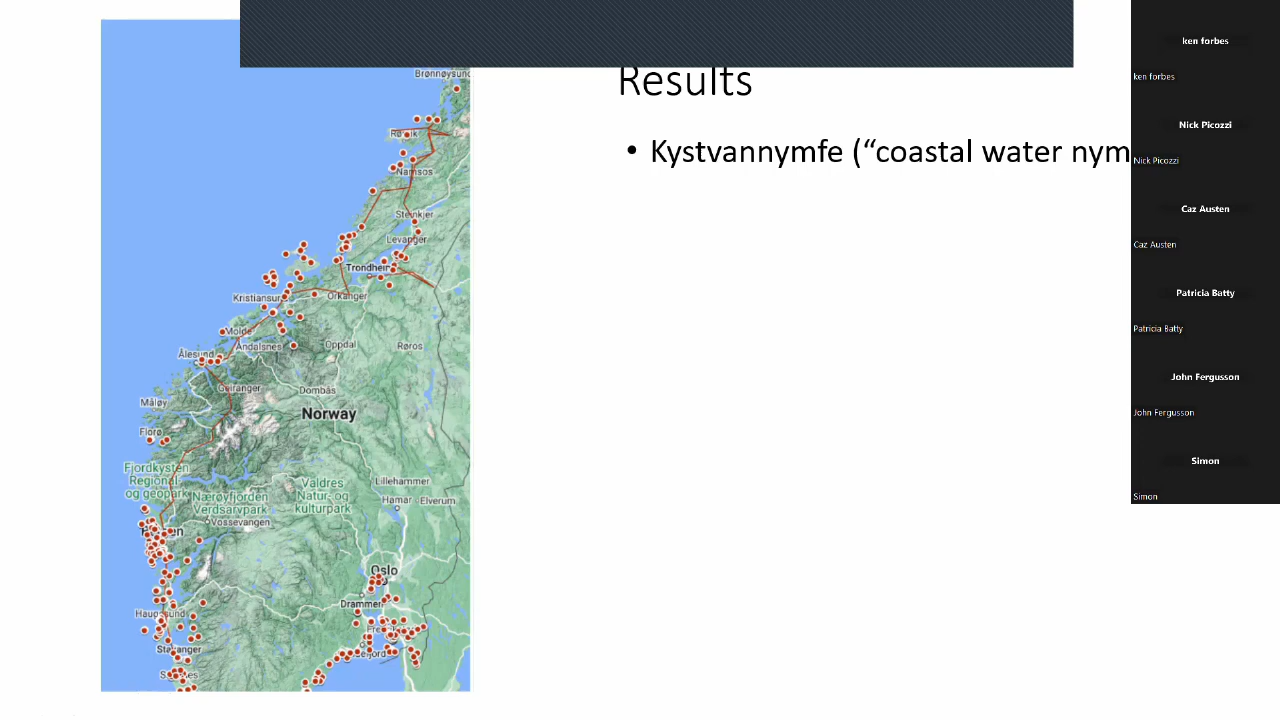 Results
• Kystvannymfe (“coastal water nym
Brønnøysund
Rørvik
Namsos
Steinkjer
Levanger
Trondheim
Orkanger
Kristiansund
Molde
Åndalsnes
Oppdal
Røros
Ålesund
Geiranger
Dombås
Måløy
Norway
Florø
Fjordkysten
Regional-
og geopark
Nærøyfjorden
Verdsarvpark
Valdres
Natur- og
kulturpark
Lillehammer
Hamar
Elverum
Vossevangen
Oslo
Drammen
Haugesund
Stavanger
ken forbes
ken forbes
Nick Picozzi
Nick Picozzi
Caz Austen
Caz Austen
Patricia Batty
Patricia Batty
John Fergusson
John Fergusson
Simon
Simon